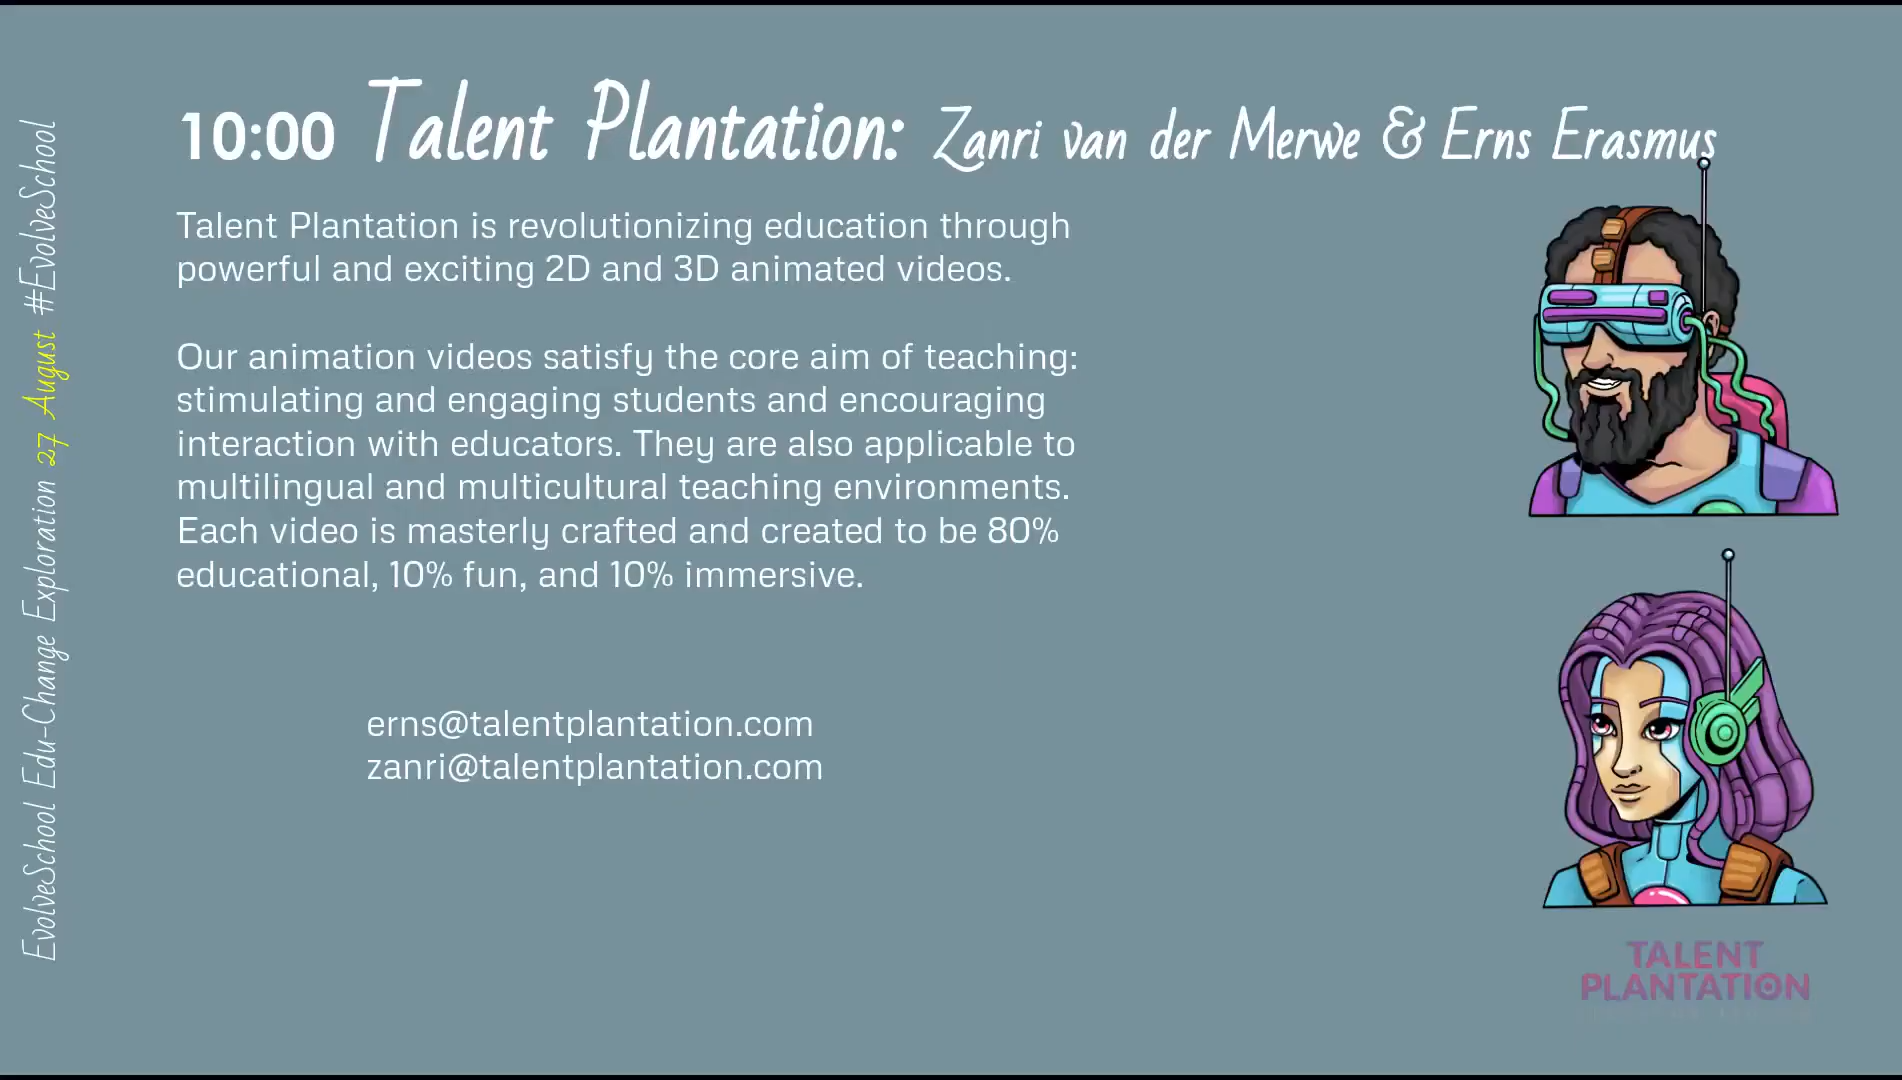 10:00 Talent Plantation: Zanri van der Merwe & Erns Erasmus
Talent Plantation is revolutionizing education through
powerful and exciting 2D and 3D animated videos.
Our animation videos satisfy the core aim of teaching:
stimulating and engaging students and encouraging
interaction with educators. They are also applicable to
multilingual and multicultural teaching environments.
Each video is masterly crafted and created to be 80%
educational, 10% fun, and 10% immersive.
erns@talentplantation.com
zanri@talentplantation.com
EvolveSchool Edu-Change Exploration 27 August #EvolveSchool
TALENT
PLANTATION